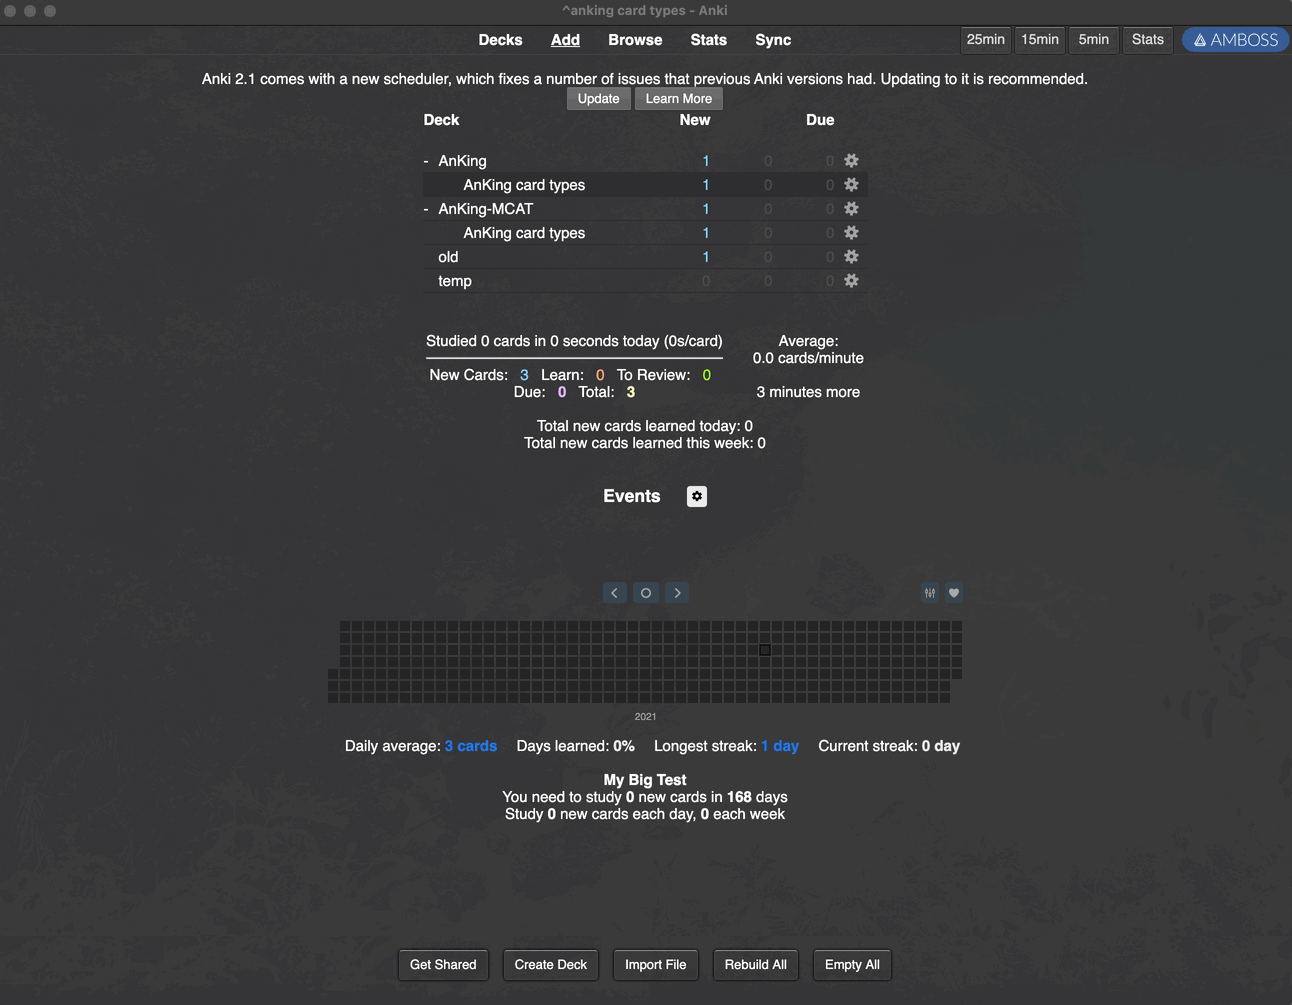 ^anking card types - Anki
Decks Add Browse Stats Sync 25min 15min 5min Stats AMBOSS
Anki 2.1 comes with a new scheduler, which fixes a number of issues that previous Anki versions had. Updating to it is recommended.
Update Learn More
Deck New Due
- AnKing 1 0 0
AnKing card types 1 0 0
- AnKing-MCAT 1 0 0
AnKing card types 1 0 0
old 1 0 0
temp 0 0 0
Studied 0 cards in 0 seconds today (0s/card) Average:
0.0 cards/minute
New Cards: 3 Learn: 0 To Review: 0
Due: 0 Total: 3 3 minutes more
Total new cards learned today: 0
Total new cards learned this week: 0
Events
2021
Daily average: 3 cards Days learned: 0% Longest streak: 1 day Current streak: 0 day
My Big Test
You need to study 0 new cards in 168 days
Study 0 new cards each day, 0 each week
Get Shared Create Deck Import File Rebuild All Empty All